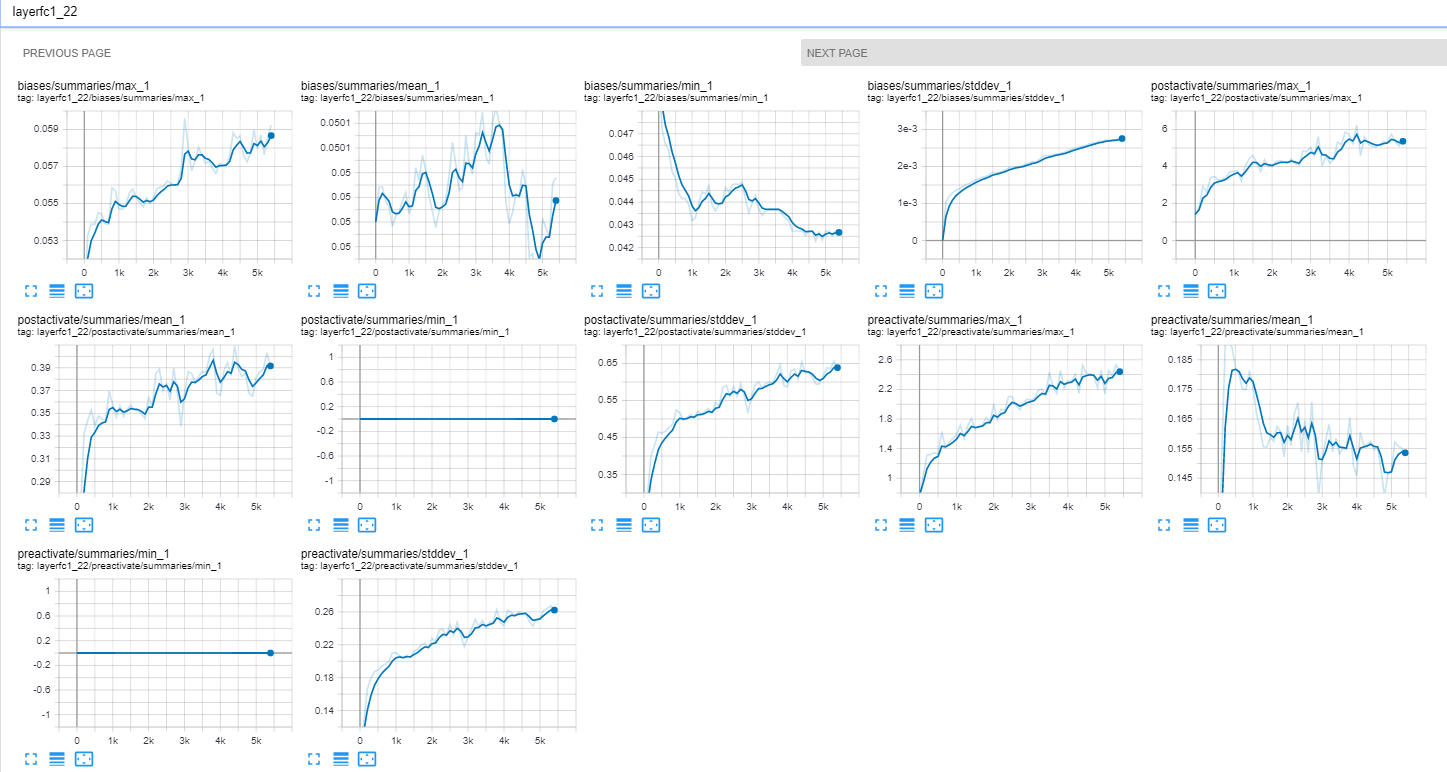 layerfc1_22
PREVIOUS PAGE
NEXT PAGE
biases/summaries/max_1
tag: layerfc1_22/biases/summaries/max_1
0.059
0.057
0.055
0.053
0 1k 2k 3k 4k 5k
biases/summaries/mean_1
tag: layerfc1_22/biases/summaries/mean_1
0.0501
0.0501
0.05
0.05
0.05
0 1k 2k 3k 4k 5k
biases/summaries/min_1
tag: layerfc1_22/biases/summaries/min_1
0.047
0.046
0.044
0.043
0.042
0 1k 2k 3k 4k 5k
biases/summaries/stddev_1
tag: layerfc1_22/biases/summaries/stddev_1
3e-3
2e-3
1e-3
0
0 1k 2k 3k 4k 5k
postactivate/summaries/max_1
tag: layerfc1_22/postactivate/summaries/max_1
6
4
2
0
0 1k 2k 3k 4k 5k
postactivate/summaries/mean_1
tag: layerfc1_22/postactivate/summaries/mean_1
0.39
0.37
0.35
0.33
0.31
0.29
0 1k 2k 3k 4k 5k
postactivate/summaries/min_1
tag: layerfc1_22/postactivate/summaries/min_1
1
0.6
0.2
-0.2
-0.6
-1
0 1k 2k 3k 4k 5k
postactivate/summaries/stddev_1
tag: layerfc1_22/postactivate/summaries/stddev_1
0.65
0.55
0.45
0.35
0 1k 2k 3k 4k 5k
preactivate/summaries/max_1
tag: layerfc1_22/preactivate/summaries/max_1
2.6
2.2
1.8
1.4
1
0 1k 2k 3k 4k 5k
preactivate/summaries/mean_1
tag: layerfc1_22/preactivate/summaries/mean_1
0.185
0.175
0.165
0.155
0.145
0 1k 2k 3k 4k 5k
preactivate/summaries/min_1
tag: layerfc1_22/preactivate/summaries/min_1
1
0.6
0.2
-0.2
-0.6
-1
0 1k 2k 3k 4k 5k
preactivate/summaries/stddev_1
tag: layerfc1_22/preactivate/summaries/stddev_1
0.26
0.22
0.18
0.14
0 1k 2k 3k 4k 5k